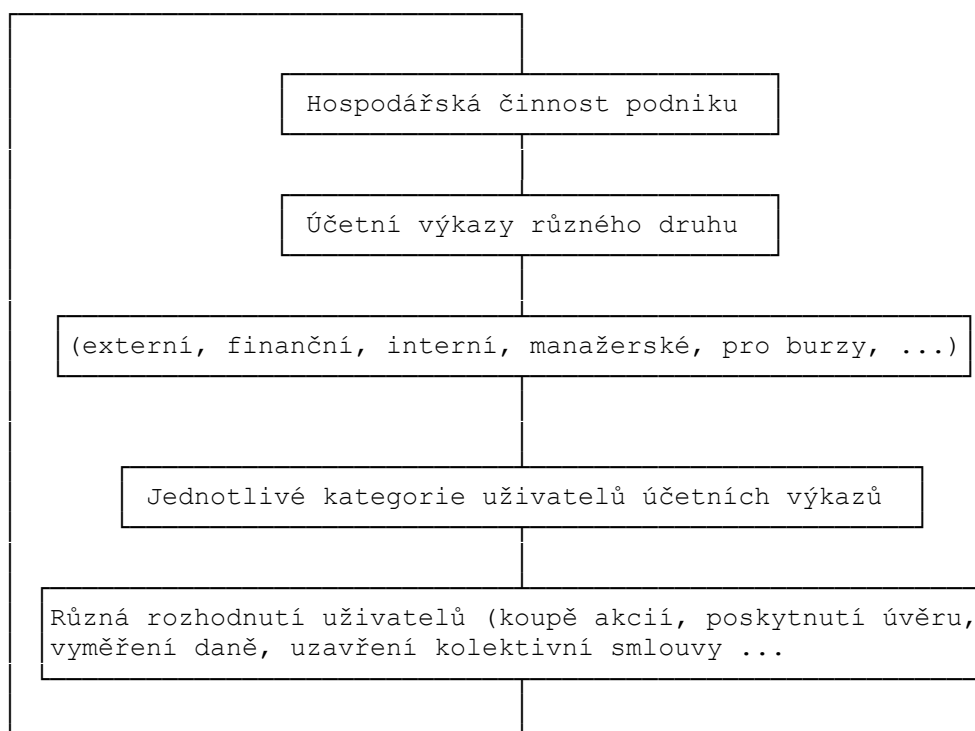 Hospodářská činnost podniku
Účetní výkazy různého druhu
(externí, finanční, interní, manažerské, pro burzy, ...)
Jednotlivé kategorie uživatelů účetních výkazů
Různá rozhodnutí uživatelů (koupě akcií, poskytnutí úvěru,
vyměření daně, uzavření kolektivní smlouvy ...